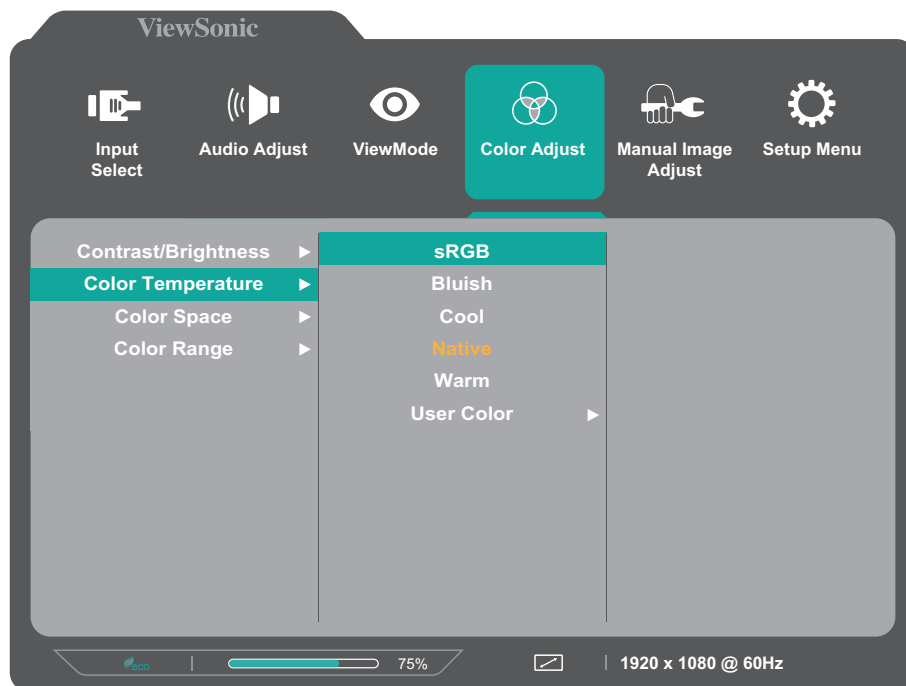 ViewSonic
Input
Select
Audio Adjust
ViewMode
Color Adjust
Manual Image
Adjust
Setup Menu
Contrast/Brightness
Color Temperature
Color Space
Color Range
sRGB
Bluish
Cool
Native
Warm
User Color
eco
75%
1920 x 1080 @ 60Hz